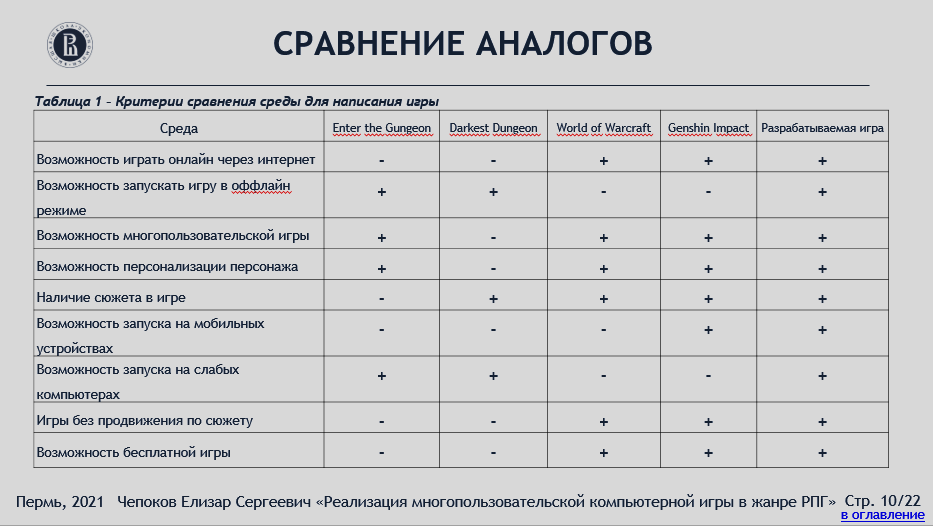 СРАВНЕНИЕ АНАЛОГОВ
Таблица 1 – Критерии сравнения среды для написания игры
Среда Enter the Gungeon Darkest Dungeon World of Warcraft Genshin Impact Разрабатываемая игра
Возможность играть онлайн через интернет - - + + +
Возможность запускать игру в оффлайн + + - - +
режиме
Возможность многопользовательской игры + - + + +
Возможность персонализации персонажа + - + + +
Наличие сюжета в игре - + + + +
Возможность запуска на мобильных - - - + +
устройствах
Возможность запуска на слабых + + - - +
компьютерах
Игры без продвижения по сюжету - - + + +
Возможность бесплатной игры - - + + +
Пермь, 2021 Чепоков Елизар Сергеевич «Реализация многопользовательской компьютерной игры в жанре РПГ» Стр. 10/22
в оглавление